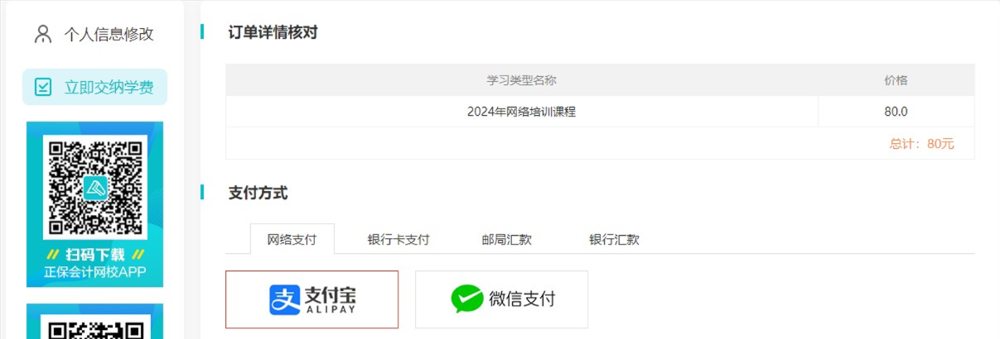 个人信息修改
立即交纳学费
扫码下载
正保会计网校APP
订单详情核对
学习类型名称 价格
2024年网络培训课程 80.0
总计：80元
支付方式
网络支付 银行卡支付 邮局汇款 银行汇款
支付宝 ALIPAY 微信支付